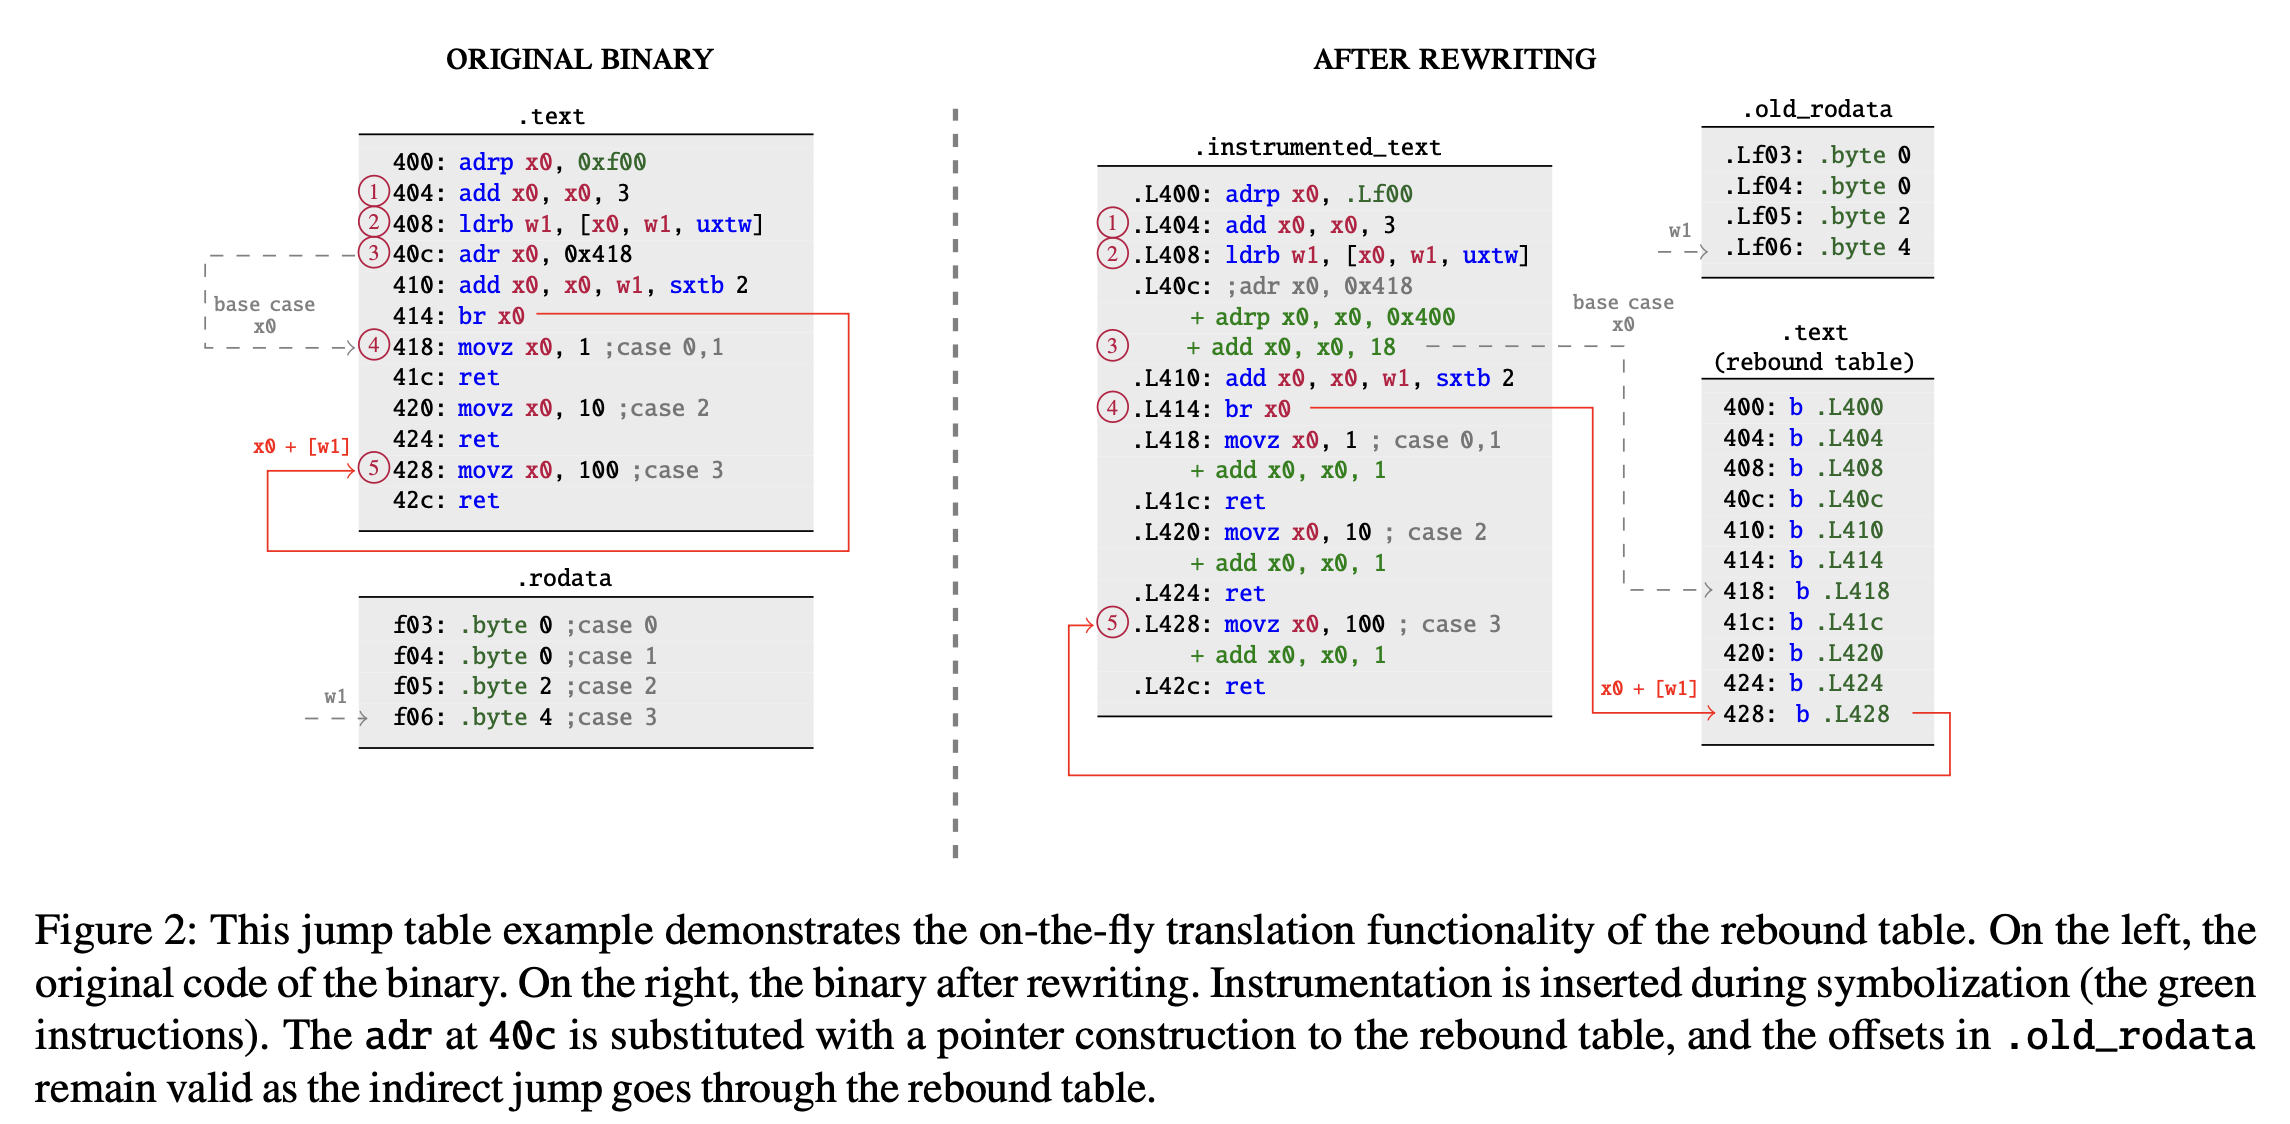 ORIGINAL BINARY
.text
400: adrp x0, 0xf00
1 404: add x0, x0, 3
2 408: ldrb w1, [x0, w1, uxtw]
3 40c: adr x0, 0x418
410: add x0, x0, w1, sxtb 2
base case
x0
414: br x0
4 418: movz x0, 1 ;case 0,1
41c: ret
420: movz x0, 10 ;case 2
424: ret
x0 + [w1]
5 428: movz x0, 100 ;case 3
42c: ret
.rodata
f03: .byte 0 ;case 0
f04: .byte 0 ;case 1
f05: .byte 2 ;case 2
w1
f06: .byte 4 ;case 3
AFTER REWRITING
.instrumented_text
.L400: adrp x0, .Lf00
1 .L404: add x0, x0, 3
2 .L408: ldrb w1, [x0, w1, uxtw]
.L40c: ;adr x0, 0x418
+ adrp x0, x0, 0x400
3 + add x0, x0, 18
.L410: add x0, x0, w1, sxtb 2
4 .L414: br x0
.L418: movz x0, 1 ; case 0,1
+ add x0, x0, 1
.L41c: ret
.L420: movz x0, 10 ; case 2
+ add x0, x0, 1
.L424: ret
5 .L428: movz x0, 100 ; case 3
+ add x0, x0, 1
.L42c: ret
.old_rodata
.Lf03: .byte 0
.Lf04: .byte 0
.Lf05: .byte 2
w1
.Lf06: .byte 4
base case
x0
.text
(rebound table)
400: b .L400
404: b .L404
408: b .L408
40c: b .L40c
410: b .L410
414: b .L414
418: b .L418
41c: b .L41c
420: b .L420
424: b .L424
x0 + [w1]
428: b .L428
Figure 2: This jump table example demonstrates the on-the-fly translation functionality of the rebound table. On the left, the
original code of the binary. On the right, the binary after rewriting. Instrumentation is inserted during symbolization (the green
instructions). The adr at 40c is substituted with a pointer construction to the rebound table, and the offsets in .old_rodata
remain valid as the indirect jump goes through the rebound table.